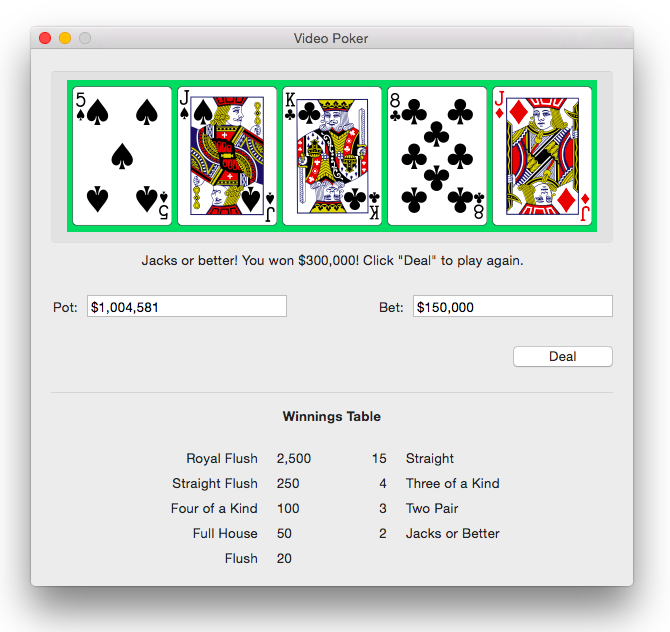 Video Poker
5 J K 8 J
5 J K 8 J
Jacks or better! You won $300,000! Click "Deal" to play again.
Pot: $1,004,581 Bet: $150,000
Deal
Winnings Table
Royal Flush 2,500 15 Straight
Straight Flush 250 4 Three of a Kind
Four of a Kind 100 3 Two Pair
Full House 50 2 Jacks or Better
Flush 20